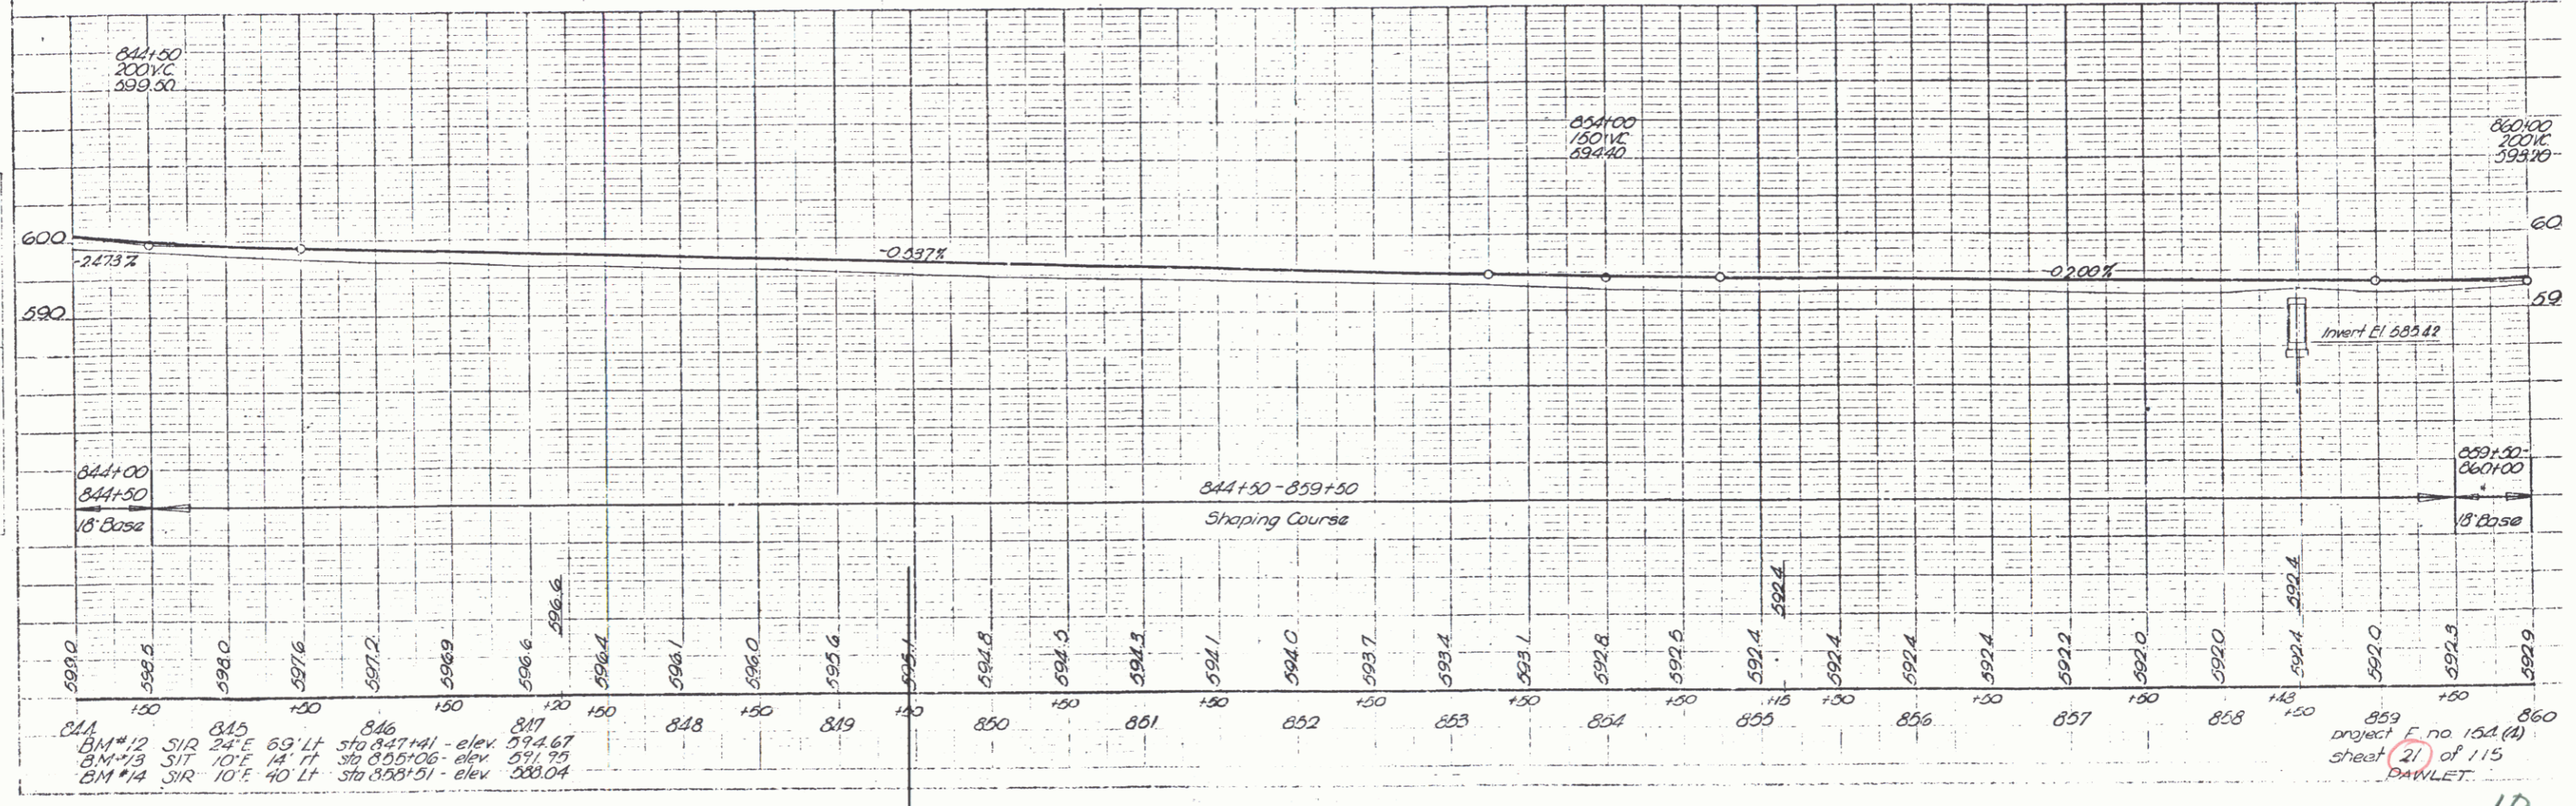 844+50
200 V.C.
599.50
854+00
150' V.C.
594.40
860+00
200 V.C.
593.20
600
60
-2.473%
-0.537%
-0.200%
590
59
Invert El 585.42
844+00
844+50
18" Base
844+50 - 859+50
Shaping Course
859+50-
860+00
18" Base
596.6
592.4
592.4
599.0 598.5 598.0 597.6 597.2 596.9 596.6 596.4 596.1 596.0 595.6 595.1 594.8 594.5 594.3 594.1 594.0 593.7 593.4 593.1 592.8 592.5 592.4 592.4 592.4 592.4 592.2 592.0 592.0 592.4 592.0 592.3 592.9
+50 +50 +50 +20 +50 +50 +50 +50 +50 +50 +50 +50 +15 +50 +50 +50 +48 +50 +50
844 845 846 847 848 849 850 851 852 853 854 855 856 857 858 859 860
BM#12 SIR 24"E 69' Lt sta 847+41 - elev. 594.67
BM#13 SIT 10"E 14' rt sta 855+06 - elev. 591.95
BM#14 SIR 10"E 40' Lt sta 858+51 - elev. 588.04
project F. no. 154 (4)
sheet 21 of 115
PAWLET